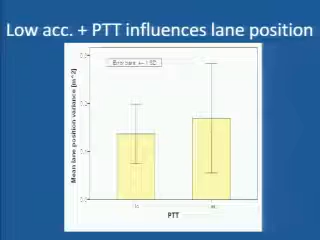 Low acc. + PTT influences lane position
Error bars: +/- 1 SE
Mean lane position variance [m^2]
PTT